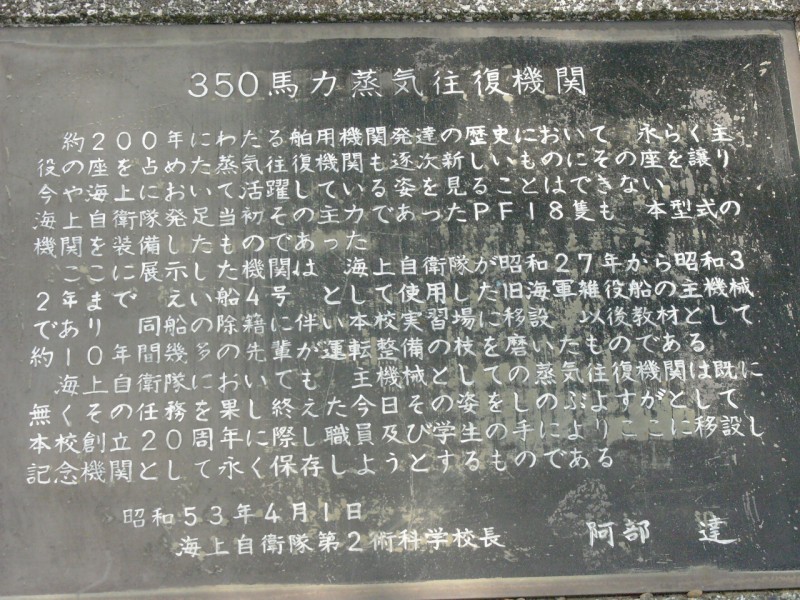 350馬力蒸気往復機関
約200年にわたる舶用機関発達の歴史において 永らく主
役の座を占めた蒸気往復機関も逐次新しいものにその座を譲り
今や海上において活躍している姿を見ることはできない
海上自衛隊発足当初その主力であったPF18隻も 本型式の
機関を装備したものであった
ここに展示した機関は 海上自衛隊が昭和27年から昭和3
2年まで えい船4号 として使用した旧海軍雑役船の主機械
であり 同船の除籍に伴い本校実習場に移設 以後教材として
約10年間幾多の先輩が運転整備の枝を磨いたものである
海上自衛隊においても 主機械としての蒸気往復機関は既に
無くその任務を果し終えた今日その姿をしのぶよすがとして
本校創立20周年に際し職員及び学生の手によりここに移設し
記念機関として永く保存しようとするものである
昭和53年4月1日
海上自衛隊第2術科学校長 阿部 達